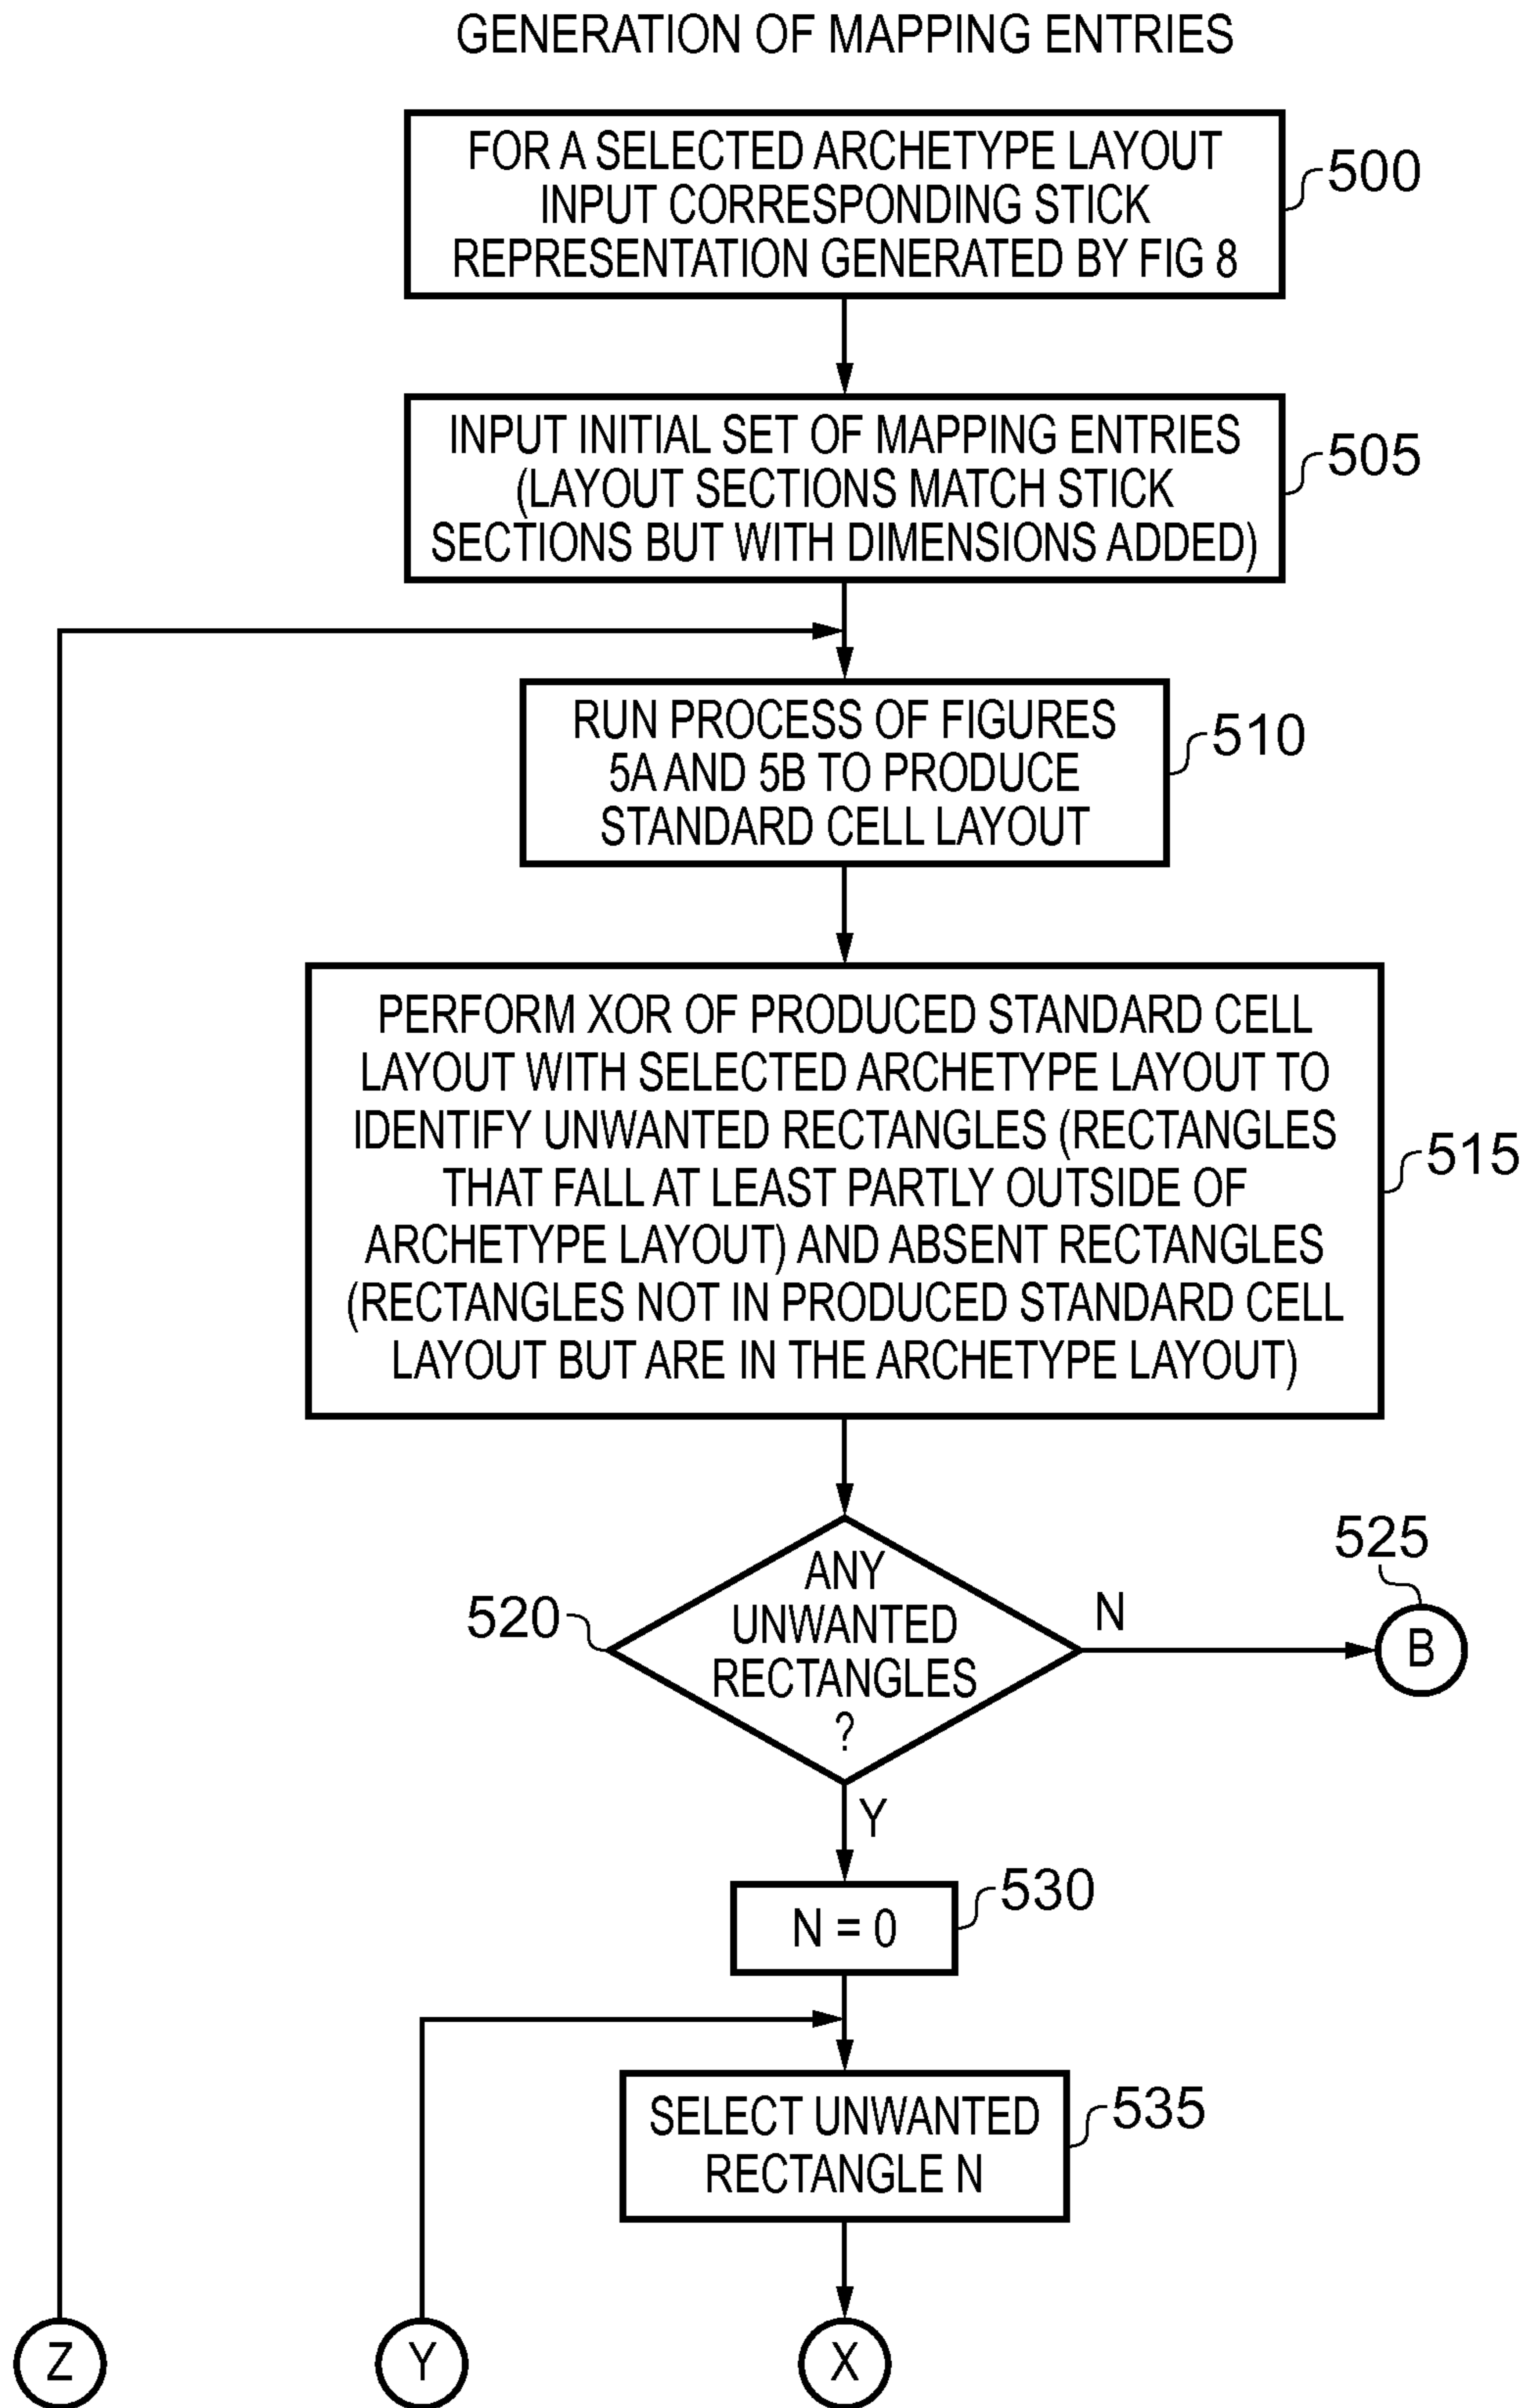 GENERATION OF MAPPING ENTRIES
FOR A SELECTED ARCHETYPE LAYOUT
INPUT CORRESPONDING STICK
REPRESENTATION GENERATED BY FIG 8
500
INPUT INITIAL SET OF MAPPING ENTRIES
(LAYOUT SECTIONS MATCH STICK
SECTIONS BUT WITH DIMENSIONS ADDED)
505
RUN PROCESS OF FIGURES
5A AND 5B TO PRODUCE
STANDARD CELL LAYOUT
510
PERFORM XOR OF PRODUCED STANDARD CELL
LAYOUT WITH SELECTED ARCHETYPE LAYOUT TO
IDENTIFY UNWANTED RECTANGLES (RECTANGLES
THAT FALL AT LEAST PARTLY OUTSIDE OF
ARCHETYPE LAYOUT) AND ABSENT RECTANGLES
(RECTANGLES NOT IN PRODUCED STANDARD CELL
LAYOUT BUT ARE IN THE ARCHETYPE LAYOUT)
515
ANY
UNWANTED
RECTANGLES
?
520
N
525
B
Y
N = 0
530
SELECT UNWANTED
RECTANGLE N
535
Z
Y
X